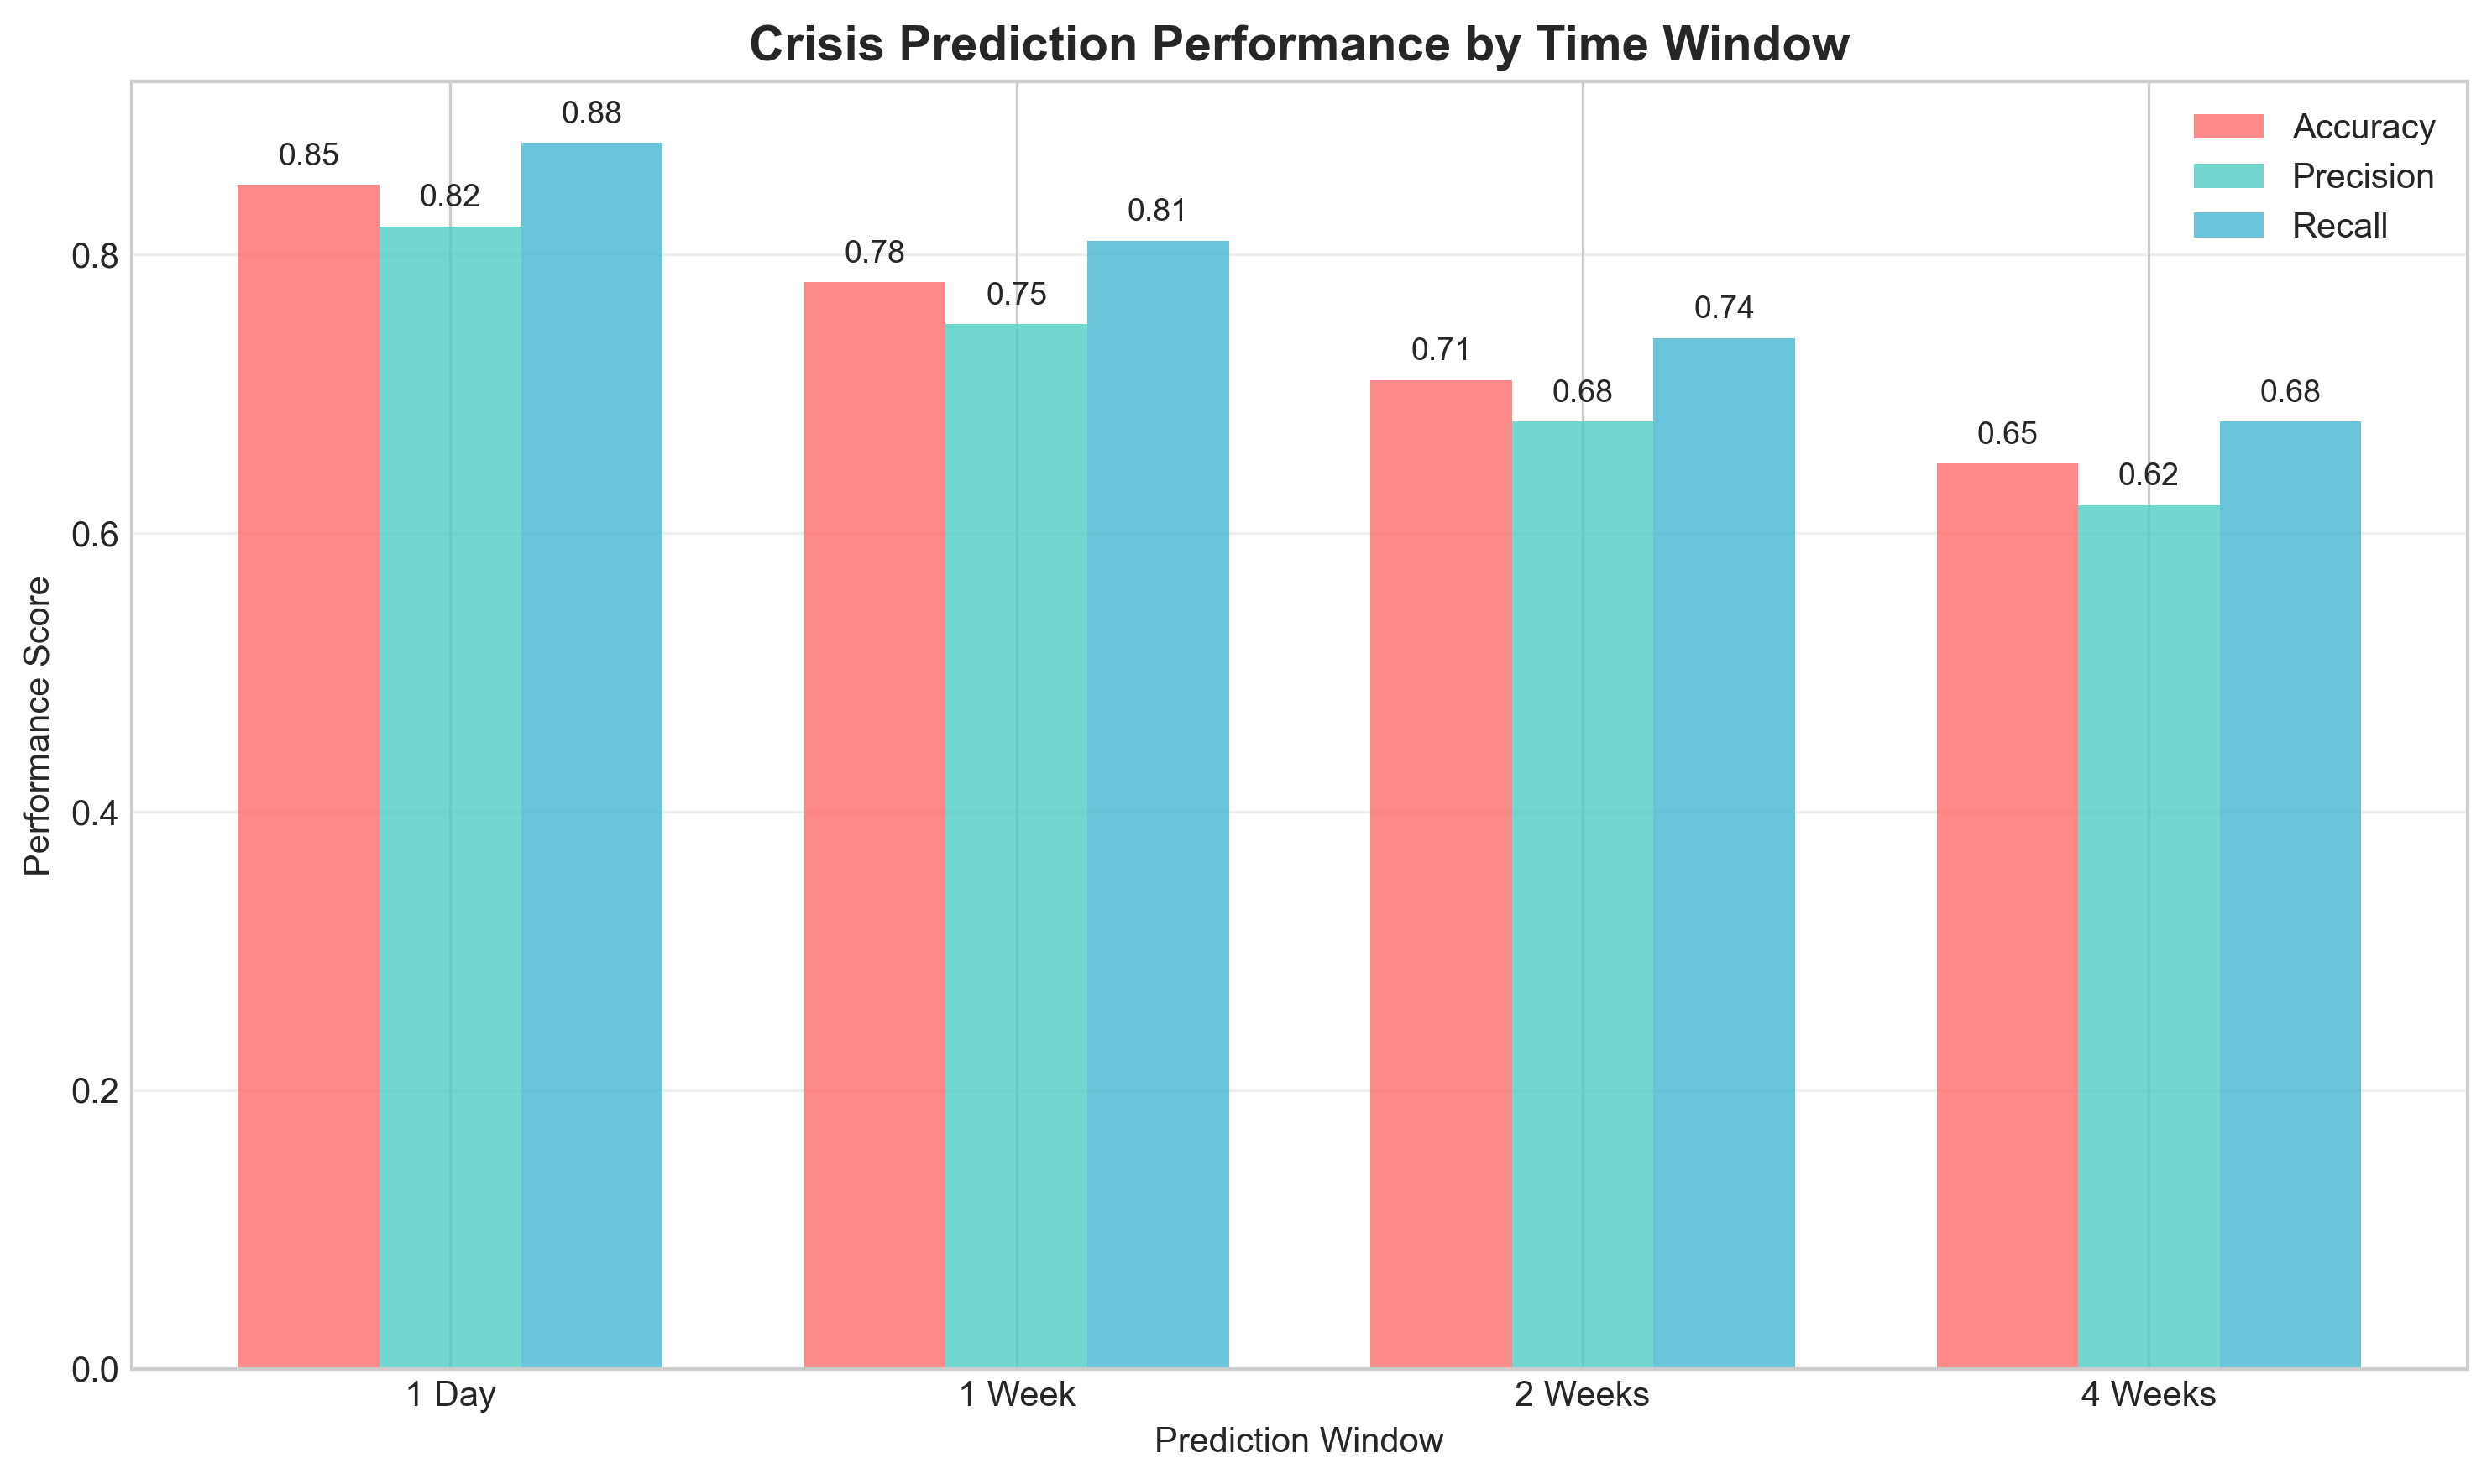 Crisis Prediction Performance by Time Window
Accuracy
Precision
Recall
0.85
0.82
0.88
0.78
0.75
0.81
0.71
0.68
0.74
0.65
0.62
0.68
Performance Score
0.8
0.6
0.4
0.2
0.0
1 Day
1 Week
2 Weeks
4 Weeks
Prediction Window